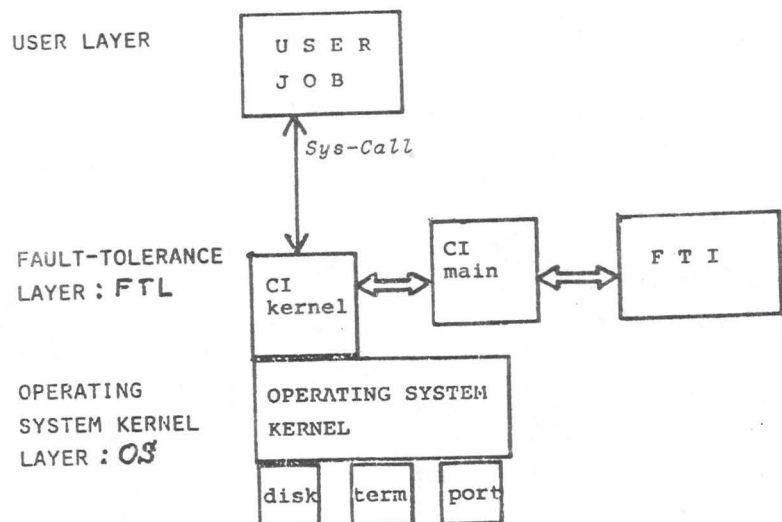 USER LAYER
U S E R
J O B
Sys-Call
FAULT-TOLERANCE
LAYER : FTL
CI
kernel
CI
main
F T I
OPERATING
SYSTEM KERNEL
LAYER : OS
OPERATING SYSTEM
KERNEL
disk
term
port